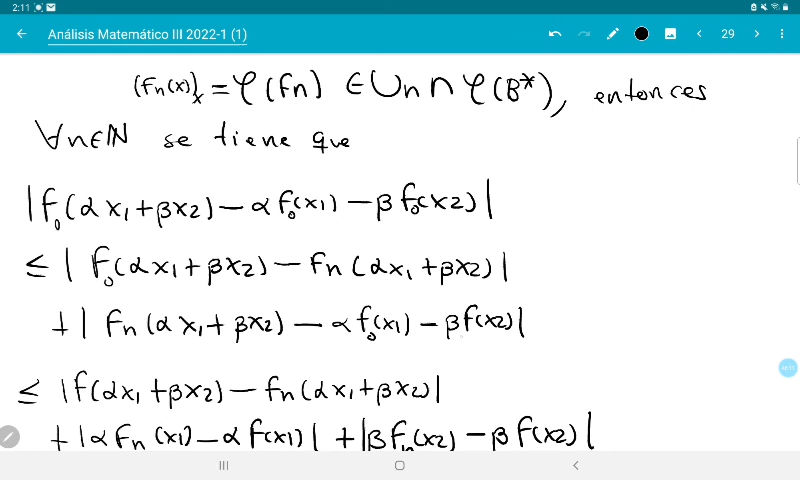 2:11
Análisis Matemático III 2022-1 (1)
29
(fn(x))x = φ(fn) ∈ Un ∩ φ(B*), entonces
∀n∈ℕ se tiene que
|f₀(αx₁+βx₂) − αf₀(x₁) − βf₀(x₂)|
≤ | f₀(αx₁+βx₂) − fn(αx₁+βx₂)|
+ | fn(αx₁+βx₂) − αf₀(x₁) − βf(x₂)|
≤ |f(αx₁+βx₂) − fn(αx₁+βx₂)|
+ |αfn(x₁) − αf(x₁)| + |βfn(x₂) − βf(x₂)|